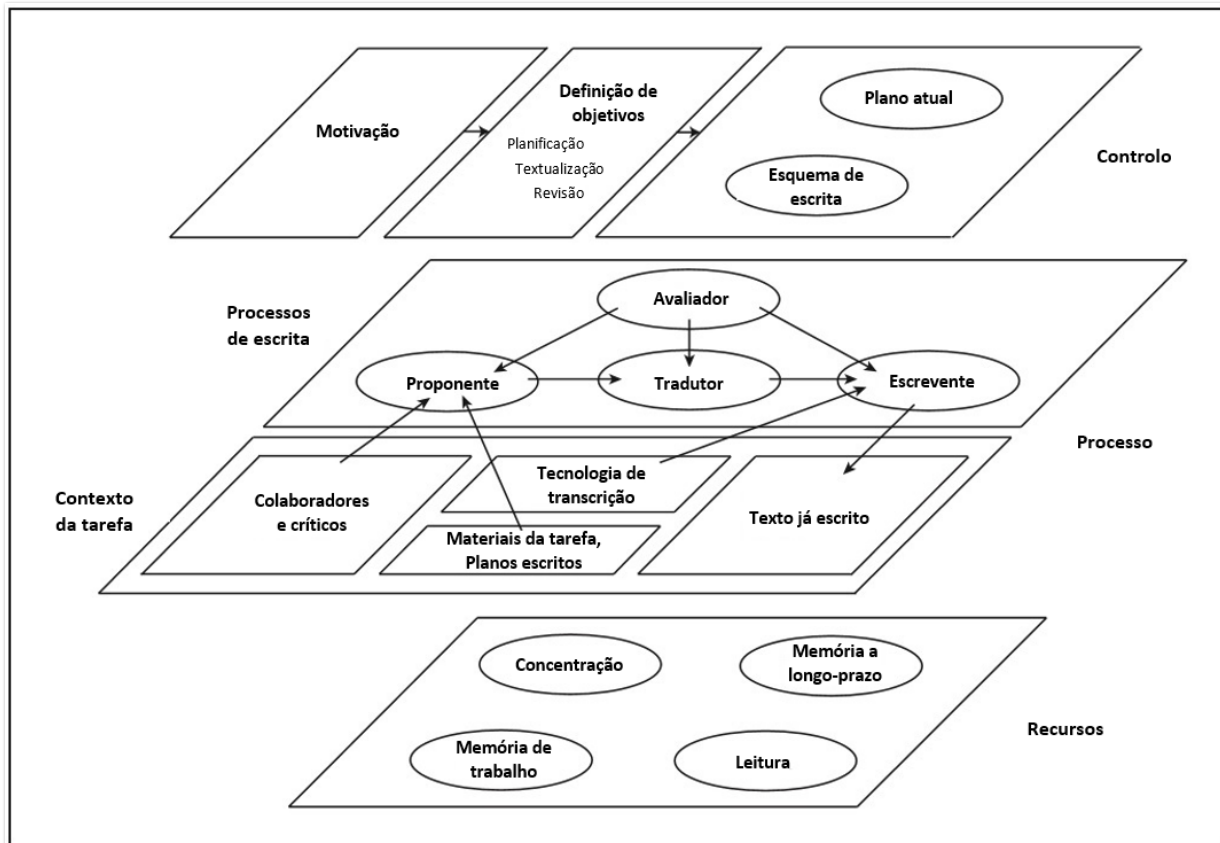 Motivação
Definição de
objetivos
Planificação
Textualização
Revisão
Plano atual
Esquema de
escrita
Controlo
Processos
de escrita
Avaliador
Proponente
Tradutor
Escrevente
Processo
Contexto
da tarefa
Colaboradores
e críticos
Tecnologia de
transcrição
Materiais da tarefa,
Planos escritos
Texto já escrito
Concentração
Memória a
longo-prazo
Memória de
trabalho
Leitura
Recursos